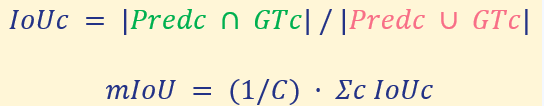 IoUc = |Predc ∩ GTc| / |Predc ∪ GTc|
mIoU = (1/C) · Σc IoUc